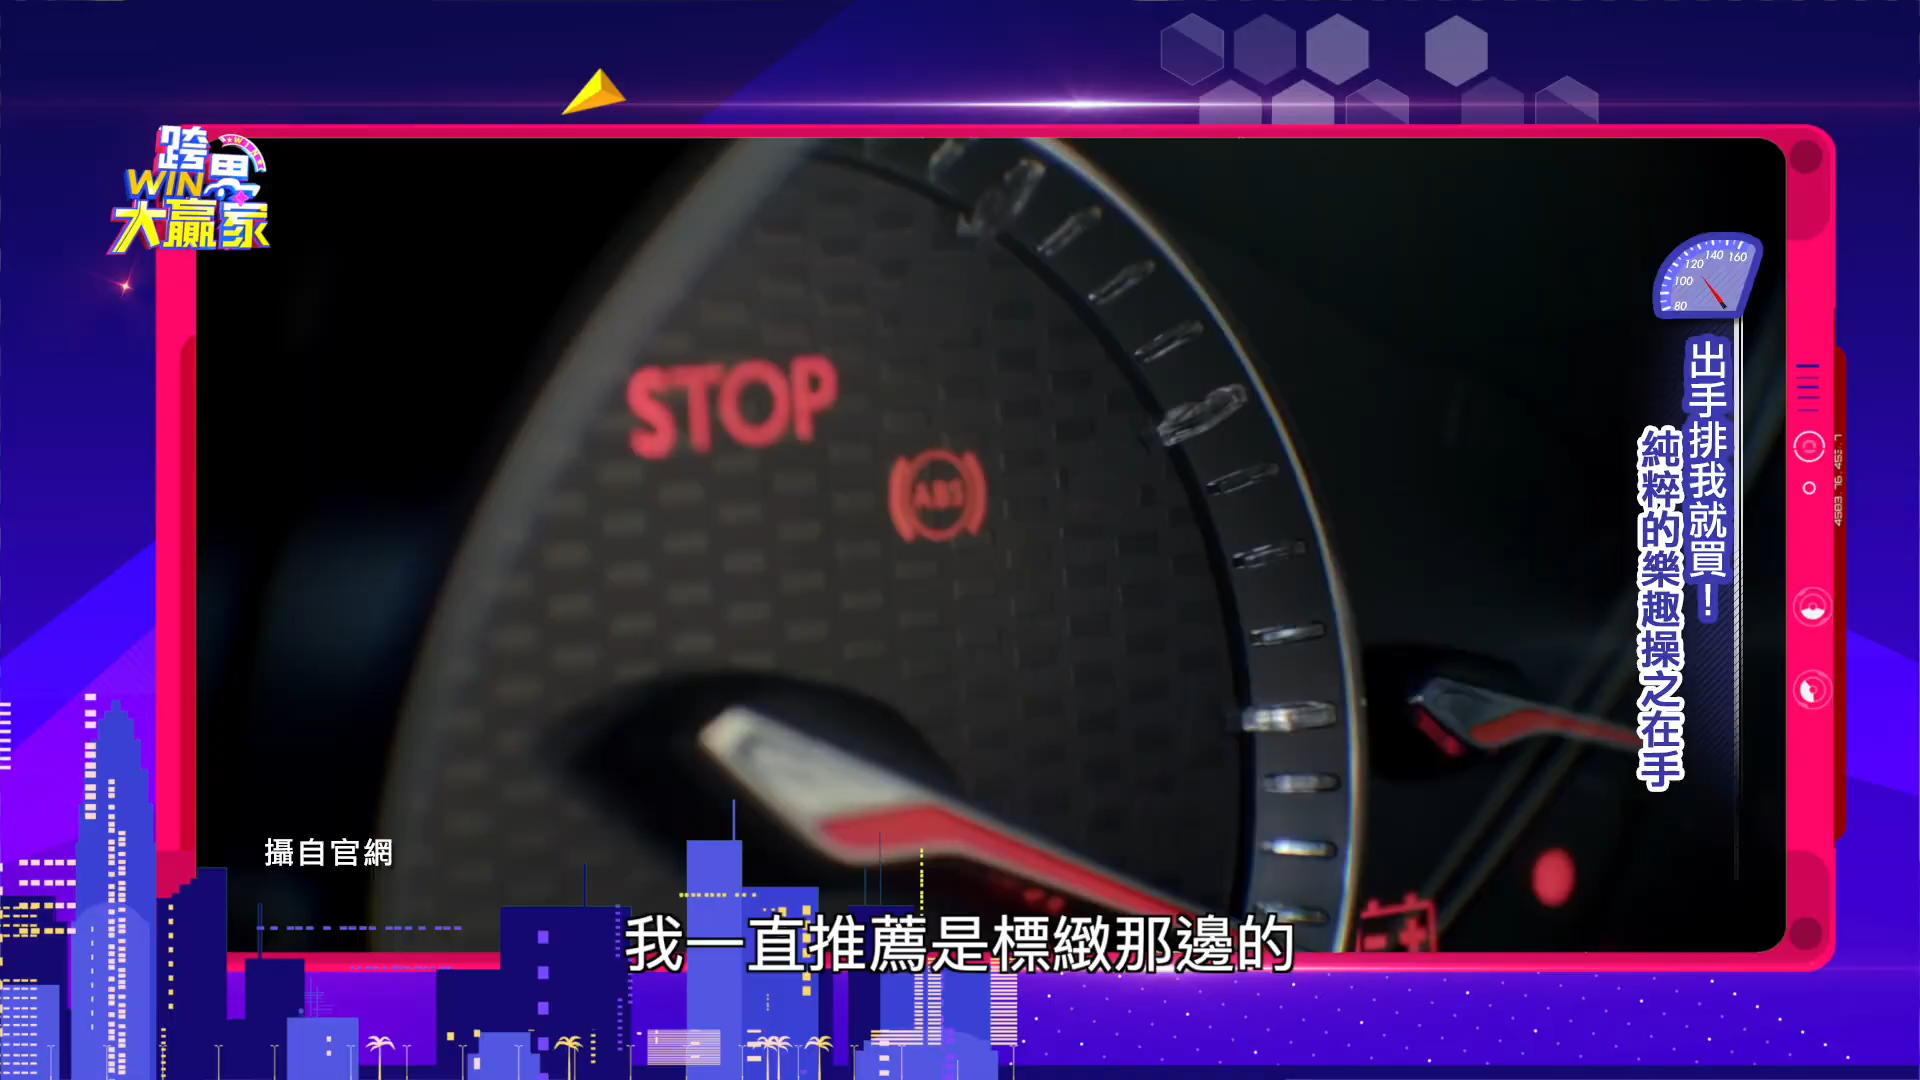 跨界
WIN
大贏家
80
100
120
140
160
出手排我就買！
純粹的樂趣操之在手
STOP
ABS
攝自官網
我一直推薦是標緻那邊的